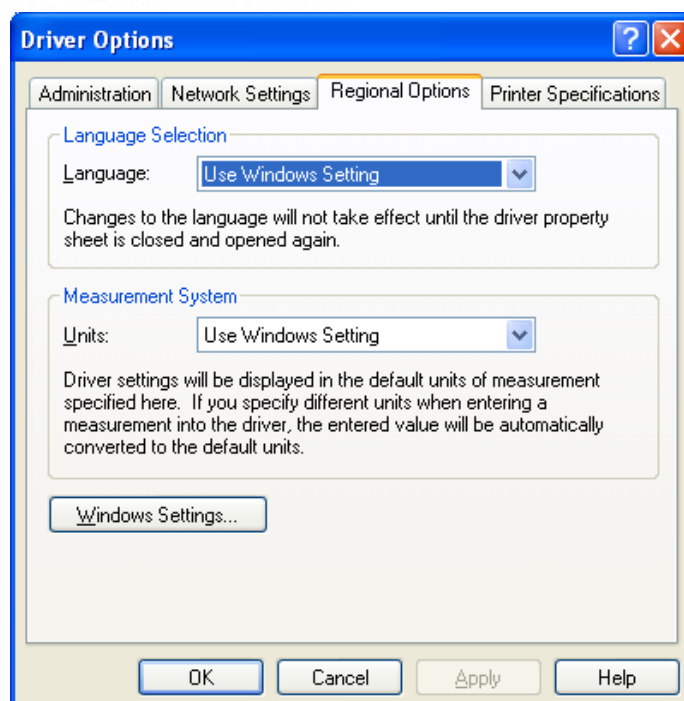 Driver Options
Administration
Network Settings
Regional Options
Printer Specifications
Language Selection
Language:
Use Windows Setting
Changes to the language will not take effect until the driver property
sheet is closed and opened again.
Measurement System
Units:
Use Windows Setting
Driver settings will be displayed in the default units of measurement
specified here. If you specify different units when entering a
measurement into the driver, the entered value will be automatically
converted to the default units.
Windows Settings...
OK
Cancel
Apply
Help